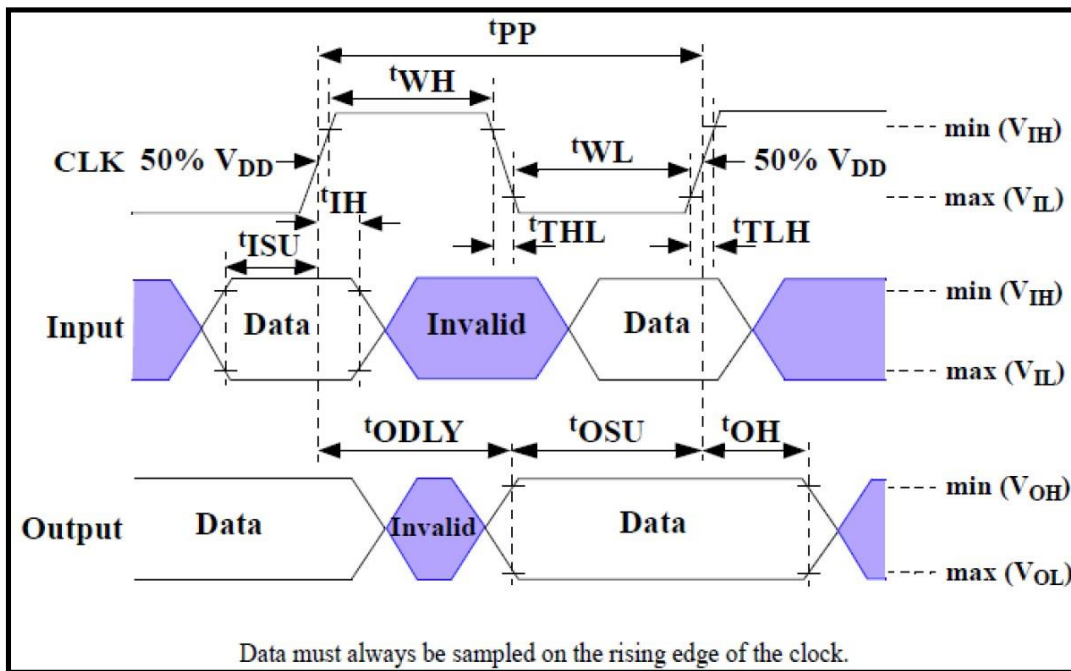 tPP
tWH
min (VIH)
CLK 50% VDD
tWL
50% VDD
tIH
max (VIL)
tTHL
tTLH
tISU
min (VIH)
Input
Data
Invalid
Data
max (VIL)
tODLY
tOSU
tOH
min (VOH)
Output
Data
Invalid
Data
max (VOL)
Data must always be sampled on the rising edge of the clock.